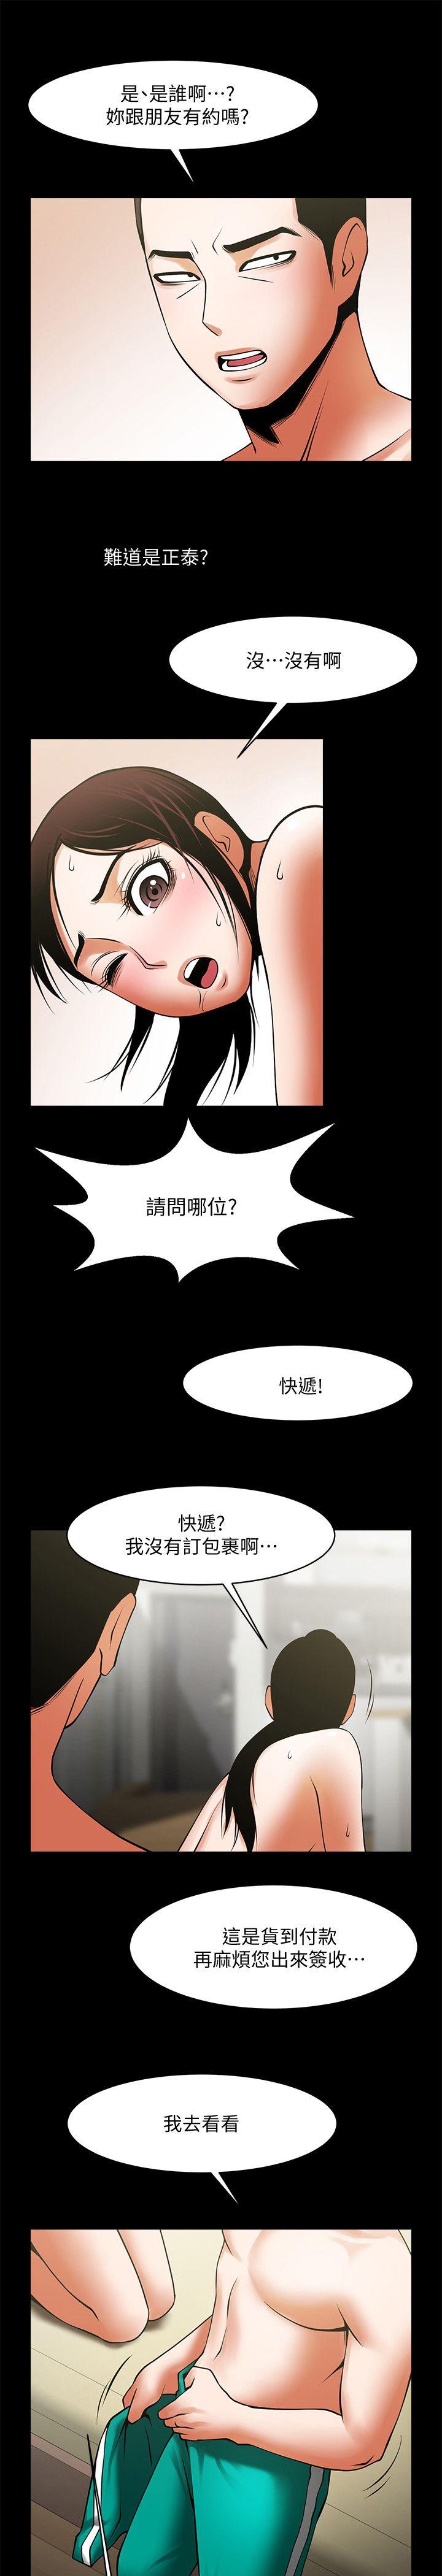 是、是誰啊⋯?
妳跟朋友有約嗎?
難道是正泰?
沒⋯沒有啊
請問哪位?
快遞!
快遞?
我沒有訂包裹啊⋯
這是貨到付款
再麻煩您出來簽收⋯
我去看看